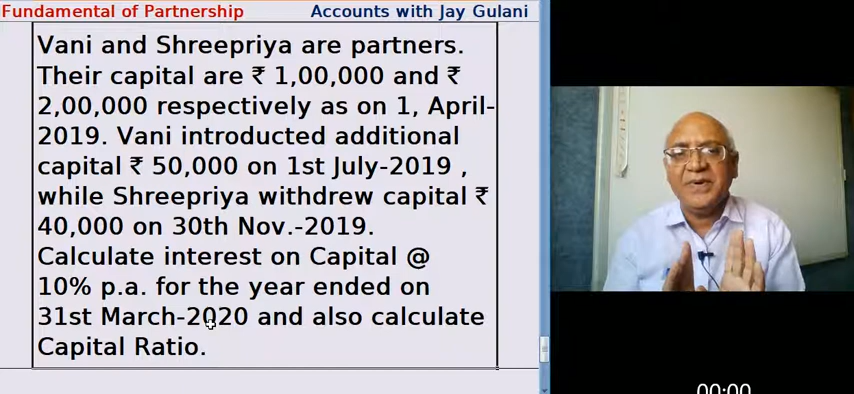 Fundamental of Partnership Accounts with Jay Gulani
Vani and Shreepriya are partners.
Their capital are ₹ 1,00,000 and ₹
2,00,000 respectively as on 1, April-
2019. Vani introducted additional
capital ₹ 50,000 on 1st July-2019 ,
while Shreepriya withdrew capital ₹
40,000 on 30th Nov.-2019.
Calculate interest on Capital @
10% p.a. for the year ended on
31st March-2020 and also calculate
Capital Ratio.
00:00